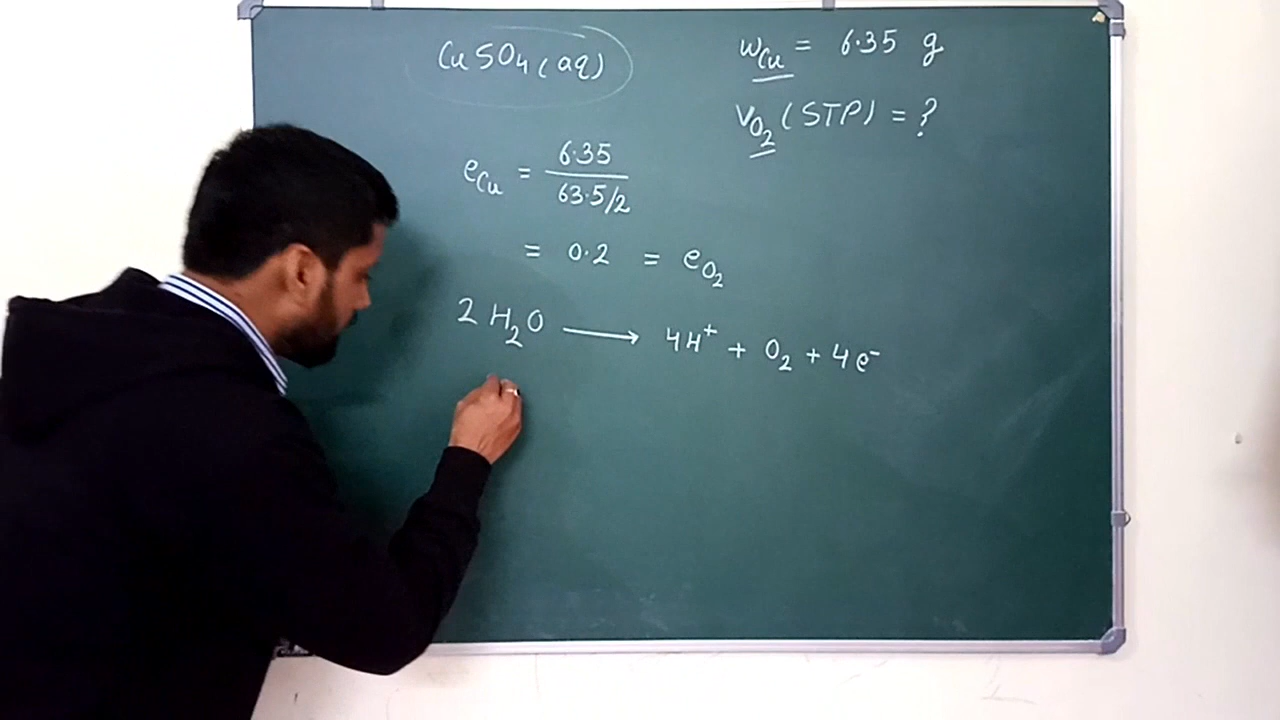 CuSO4(aq)
wCu = 6.35 g
VO2 (STP) = ?
eCu = 6.35
63.5/2
= 0.2 = eO2
2 H2O ⟶ 4H+ + O2 + 4e-